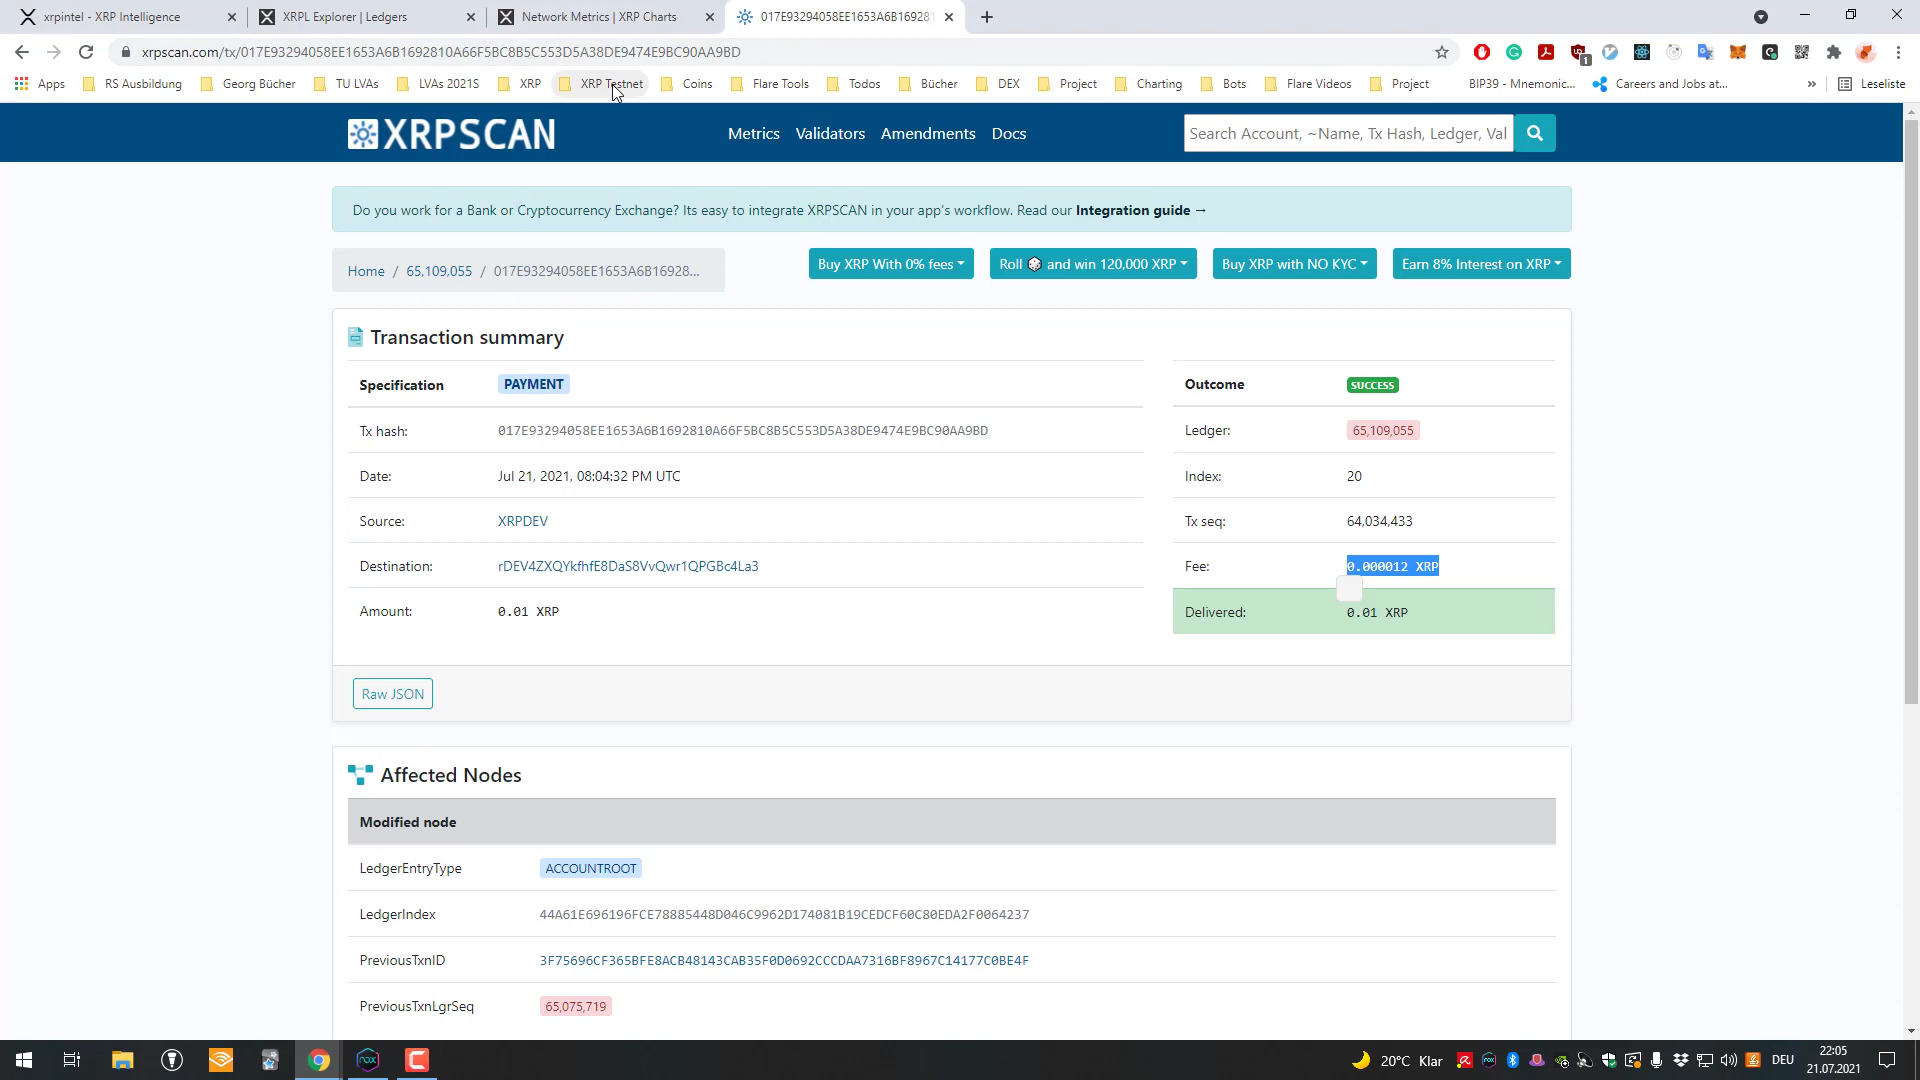 xrpintel - XRP Intelligence
XRPL Explorer | Ledgers
Network Metrics | XRP Charts
017E93294058EE1653A6B16928
xrpscan.com/tx/017E93294058EE1653A6B1692810A66F5BC8B5C553D5A38DE9474E9BC90AA9BD
1
Apps
RS Ausbildung
Georg Bücher
TU LVAs
LVAs 2021S
XRP
XRP Testnet
Coins
Flare Tools
Todos
Bücher
DEX
Project
Charting
Bots
Flare Videos
Project
BIP39 - Mnemonic...
Careers and Jobs at...
»
Leseliste
XRPSCAN
Metrics
Validators
Amendments
Docs
Search Account, ~Name, Tx Hash, Ledger, Val
Do you work for a Bank or Cryptocurrency Exchange? Its easy to integrate XRPSCAN in your app's workflow. Read our Integration guide →
Home / 65,109,055 / 017E93294058EE1653A6B16928...
Buy XRP With 0% fees
Roll 🎲 and win 120,000 XRP
Buy XRP with NO KYC
Earn 8% Interest on XRP
Transaction summary
Specification PAYMENT
Outcome SUCCESS
Tx hash: 017E93294058EE1653A6B1692810A66F5BC8B5C553D5A38DE9474E9BC90AA9BD
Ledger: 65,109,055
Date: Jul 21, 2021, 08:04:32 PM UTC
Index: 20
Source: XRPDEV
Tx seq: 64,034,433
Destination: rDEV4ZXQYkfhfE8DaS8VvQwr1QPGBc4La3
Fee: 0.000012 XRP
Amount: 0.01 XRP
Delivered: 0.01 XRP
Raw JSON
Affected Nodes
Modified node
LedgerEntryType ACCOUNTROOT
LedgerIndex 44A61E696196FCE78885448D046C9962D174081B19CEDCF60C80EDA2F0064237
PreviousTxnID 3F75696CF365BFE8ACB48143CAB35F0D0692CCCDAA7316BF8967C14177C0BE4F
PreviousTxnLgrSeq 65,075,719
20°C Klar
DEU
22:05
21.07.2021